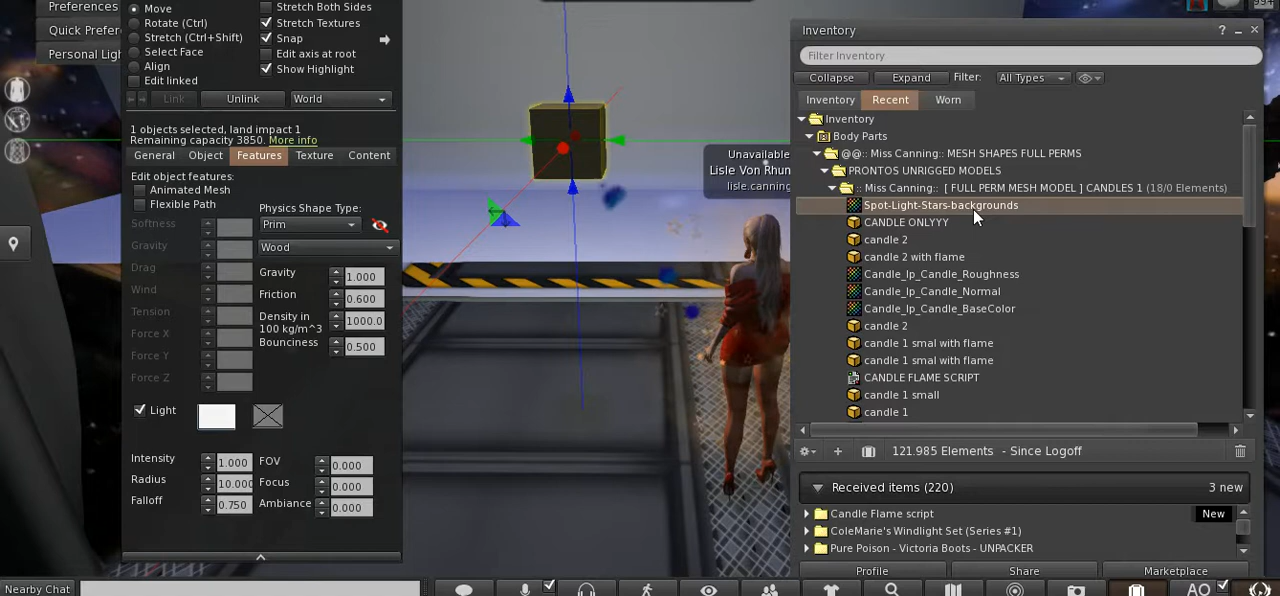 Preferences
Quick Prefer
Personal Ligh
Move
Rotate (Ctrl)
Stretch (Ctrl+Shift)
Select Face
Align
Edit linked
Stretch Both Sides
Stretch Textures
Snap
Edit axis at root
Show Highlight
Link
Unlink
World
1 objects selected, land impact 1
Remaining capacity 3850. More info
General
Object
Features
Texture
Content
Edit object features:
Animated Mesh
Flexible Path
Softness
Gravity
Drag
Wind
Tension
Force X
Force Y
Force Z
Physics Shape Type:
Prim
Wood
Gravity 1.000
Friction 0.600
Density in 100 kg/m^3 1000.0
Bounciness 0.500
Light
Intensity 1.000
Radius 10.000
Falloff 0.750
FOV 0.000
Focus 0.000
Ambiance 0.000
Nearby Chat
Unavailable
Lisle Von Rhun
lisle.canning
99+
Inventory
? _ ×
Filter Inventory
Collapse
Expand
Filter:
All Types
Inventory
Recent
Worn
Inventory
Body Parts
@@:: Miss Canning:: MESH SHAPES FULL PERMS
PRONTOS UNRIGGED MODELS
:: Miss Canning:: [ FULL PERM MESH MODEL ] CANDLES 1 (18/0 Elements)
Spot-Light-Stars-backgrounds
CANDLE ONLYYY
candle 2
candle 2 with flame
Candle_lp_Candle_Roughness
Candle_lp_Candle_Normal
Candle_lp_Candle_BaseColor
candle 2
candle 1 smal with flame
candle 1 smal with flame
CANDLE FLAME SCRIPT
candle 1 small
candle 1
121.985 Elements - Since Logoff
Received items (220)
3 new
Candle Flame script
New
ColeMarie's Windlight Set (Series #1)
Pure Poison - Victoria Boots - UNPACKER
Profile
Share
Marketplace
AO